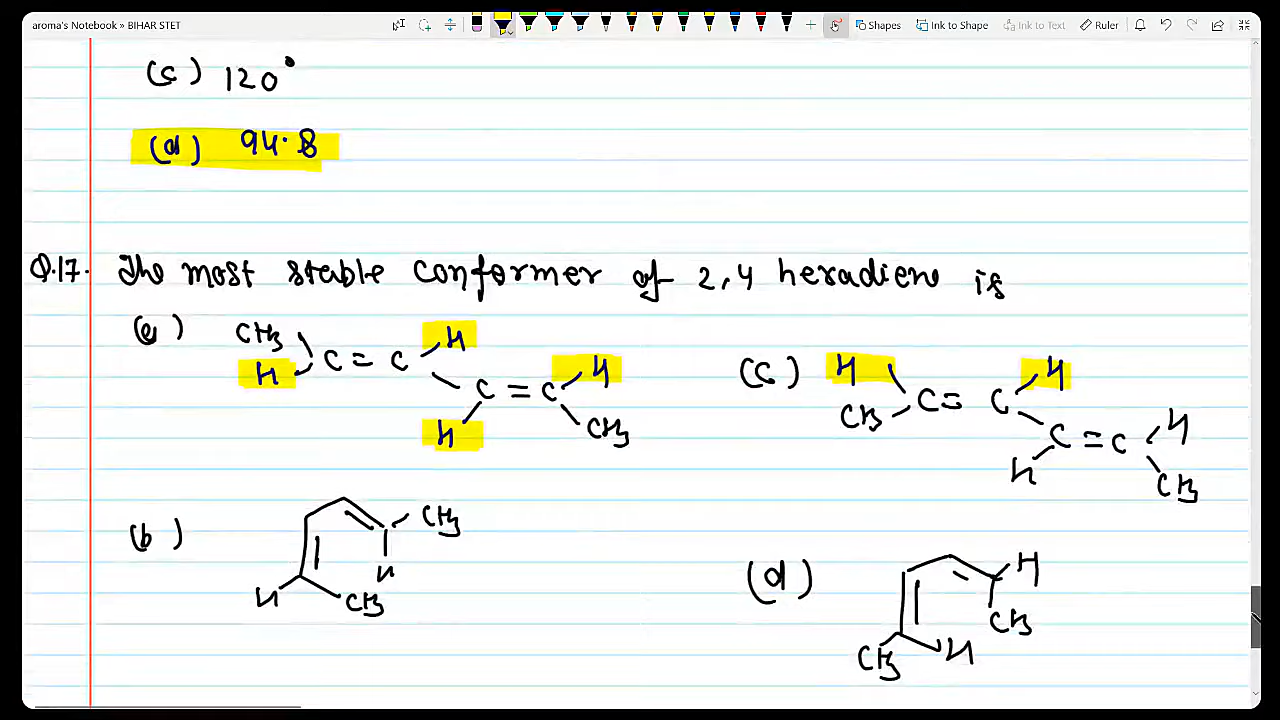 aroma's Notebook » BIHAR STET
Shapes Ink to Shape Ink to Text Ruler
(c) 120°
(d) 94.8
Q.17. The most stable conformer of 2,4 hexadiene is
(a) CH3 H C = C H H C = C H CH3
(c) H CH3 C = C H H C = C H CH3
(b) CH3 H H CH3
(d) H CH3 CH3 H